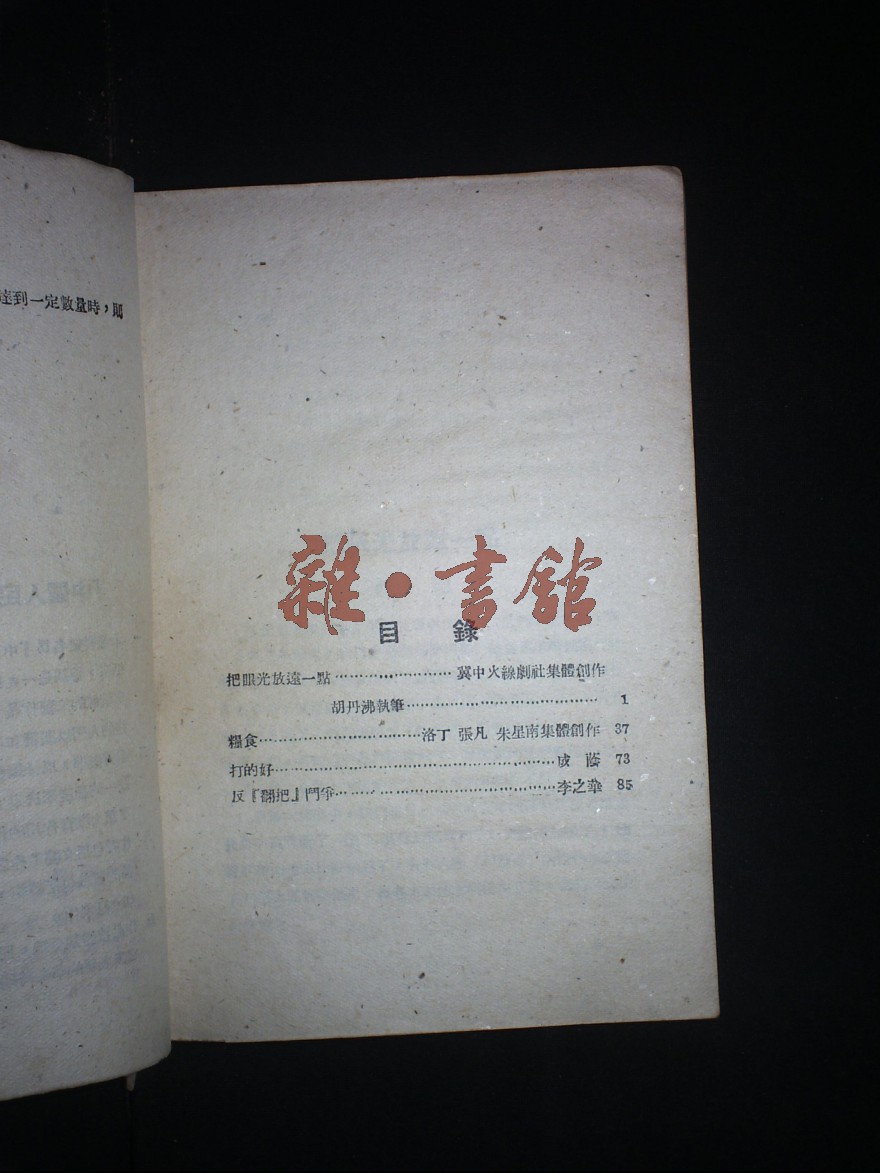 達到一定數量時，則
雜·書館
目錄
把眼光放遠一點……………………冀中火線劇社集體創作
胡丹沸執筆……………………………… 1
糧食……………………………洛丁 張凡 朱星南集體創作 37
打的好…………………………………………………成蔭 73
反『翻把』鬥爭………………………………………李之華 85